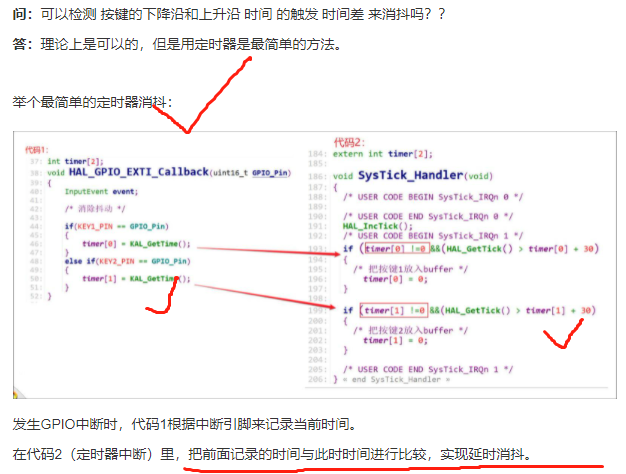 问：可以检测 按键的下降沿和上升沿 时间 的触发 时间差 来消抖吗？？
答：理论上是可以的，但是用定时器是最简单的方法。
举个最简单的定时器消抖：
代码1：
37: int timer[2];
38: void HAL_GPIO_EXTI_Callback(uint16_t GPIO_Pin)
39: {
40: InputEvent event;
41:
42: /* 消除抖动 */
43:
44: if(KEY1_PIN == GPIO_Pin)
45: {
46: timer[0] = KAL_GetTime();
47: }
48: else if(KEY2_PIN == GPIO_Pin)
49: {
50: timer[1] = KAL_GetTime();
51: }
52: }
代码2：
184: extern int timer[2];
185:
186: void SysTick_Handler(void)
187: {
188: /* USER CODE BEGIN SysTick_IRQn 0 */
189:
190: /* USER CODE END SysTick_IRQn 0 */
191: HAL_IncTick();
192: /* USER CODE BEGIN SysTick_IRQn 1 */
193: if (timer[0] !=0 &&(HAL_GetTick() > timer[0] + 30)
194: {
195: /* 把按键1放入buffer */
196: timer[0] = 0;
197: }
198:
199: if (timer[1] !=0 &&(HAL_GetTick() > timer[1] + 30)
200: {
201: /* 把按键2放入buffer */
202: timer[1] = 0;
203: }
204:
205: /* USER CODE END SysTick_IRQn 1 */
206: } « end SysTick_Handler »
发生GPIO中断时，代码1根据中断引脚来记录当前时间。
在代码2（定时器中断）里，把前面记录的时间与此时时间进行比较，实现延时消抖。